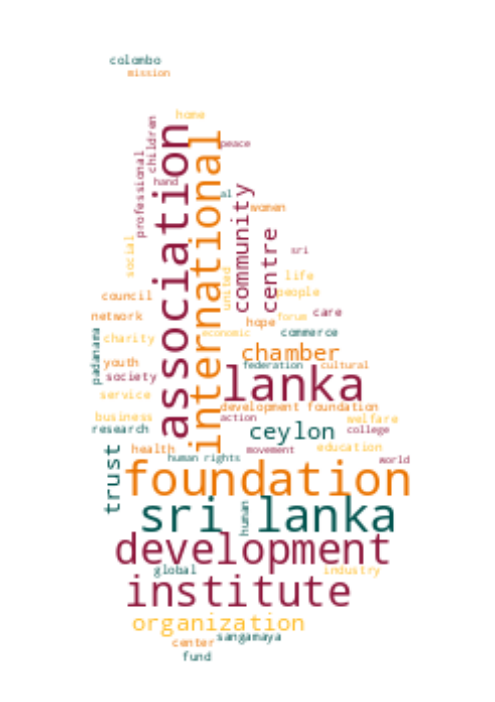 colombo
mission
home
children
peace
association
international
professional
hand
al
community
women
centre
social
sri
united
life
people
council
care
network
hope
forum
padanama
charity
economic
commerce
chamber
youth
federation
cultural
society
lanka
service
development foundation
business
action
welfare
research
ceylon
college
health
movement
education
trust
human rights
world
foundation
human
sri lanka
development
global
industry
institute
organization
sangamaya
center
fund